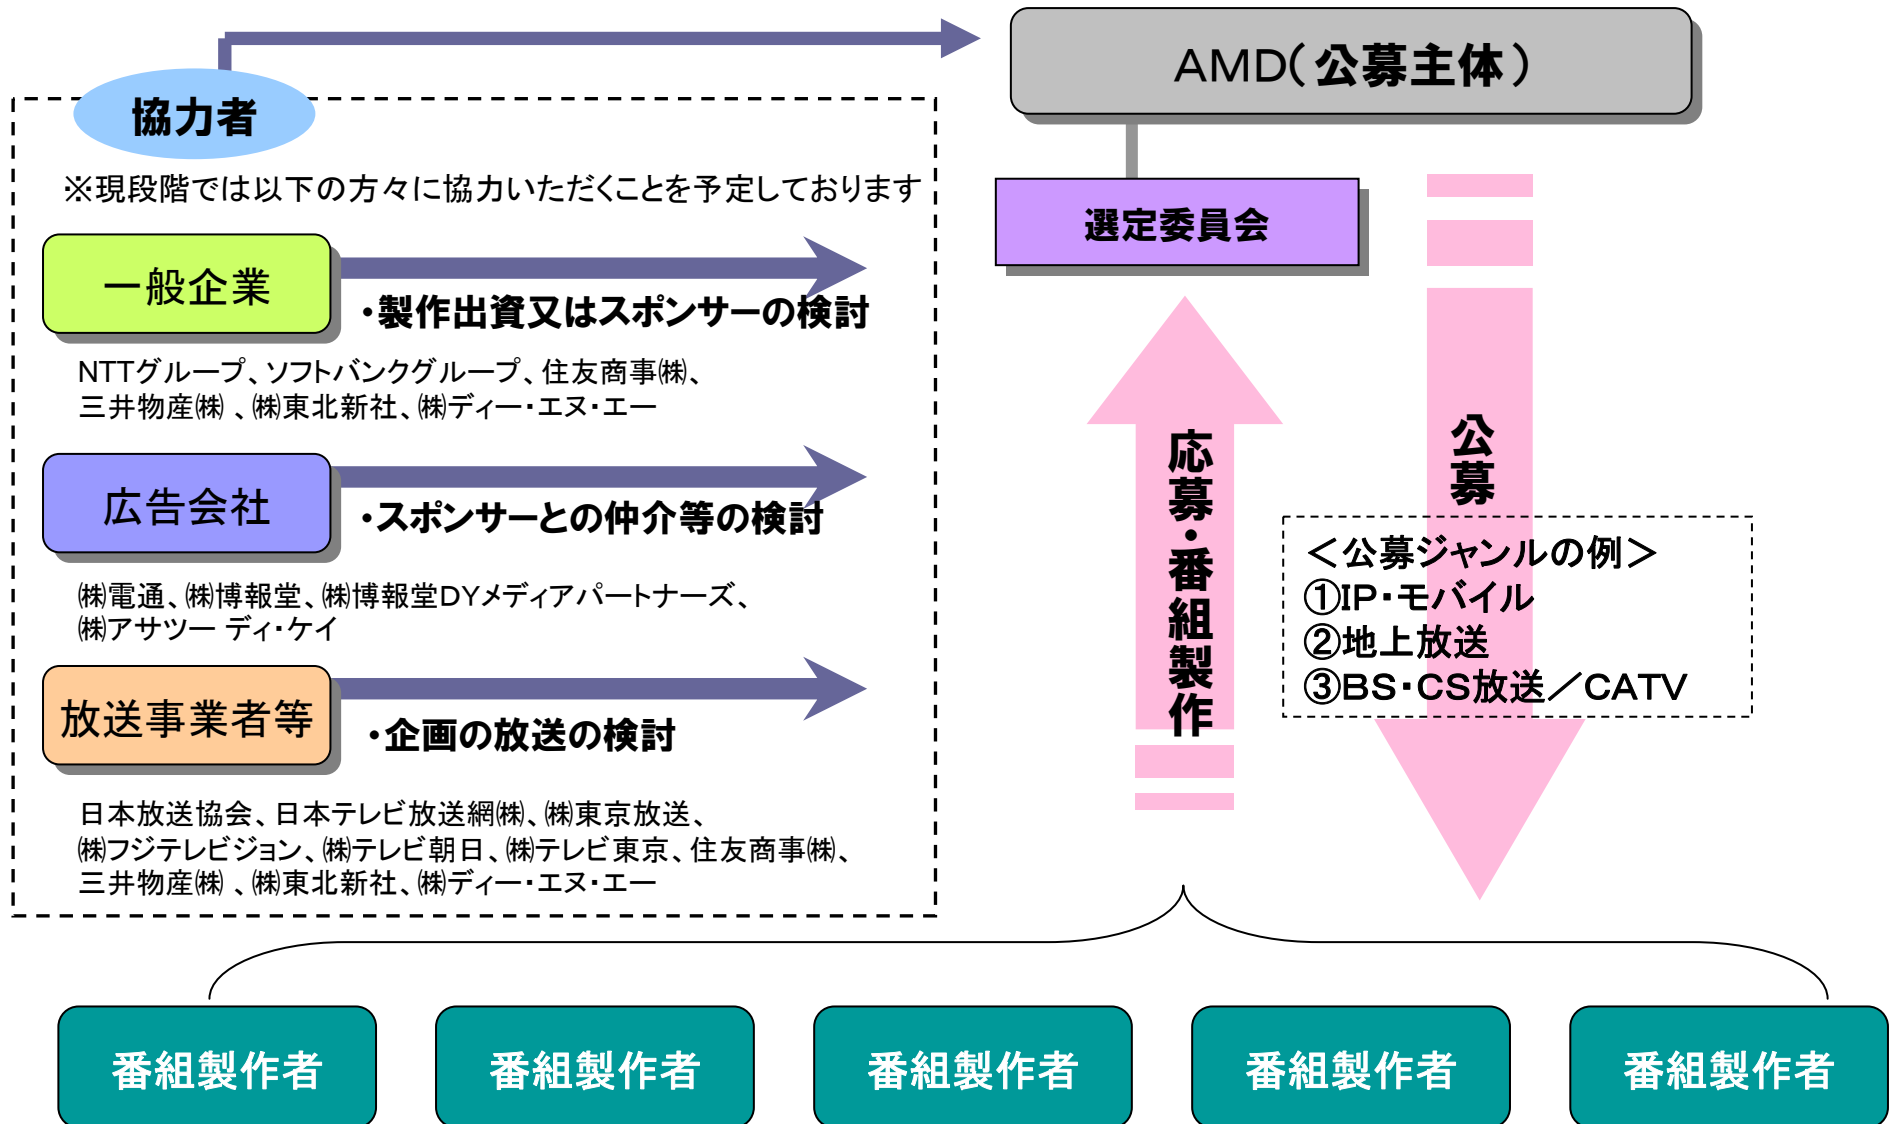 協力者
※現段階では以下の方々に協力いただくことを予定しております
一般企業
・製作出資又はスポンサーの検討
NTTグループ、ソフトバンクグループ、住友商事㈱、
三井物産㈱ 、㈱東北新社、㈱ディー・エヌ・エー
広告会社
・スポンサーとの仲介等の検討
㈱電通、㈱博報堂、㈱博報堂DYメディアパートナーズ、
㈱アサツー ディ・ケイ
放送事業者等
・企画の放送の検討
日本放送協会、日本テレビ放送網㈱、㈱東京放送、
㈱フジテレビジョン、㈱テレビ朝日、㈱テレビ東京、住友商事㈱、
三井物産㈱ 、㈱東北新社、㈱ディー・エヌ・エー
AMD(公募主体)
選定委員会
応募・番組製作
公募
＜公募ジャンルの例＞
①IP・モバイル
②地上放送
③BS・CS放送／CATV
番組製作者
番組製作者
番組製作者
番組製作者
番組製作者